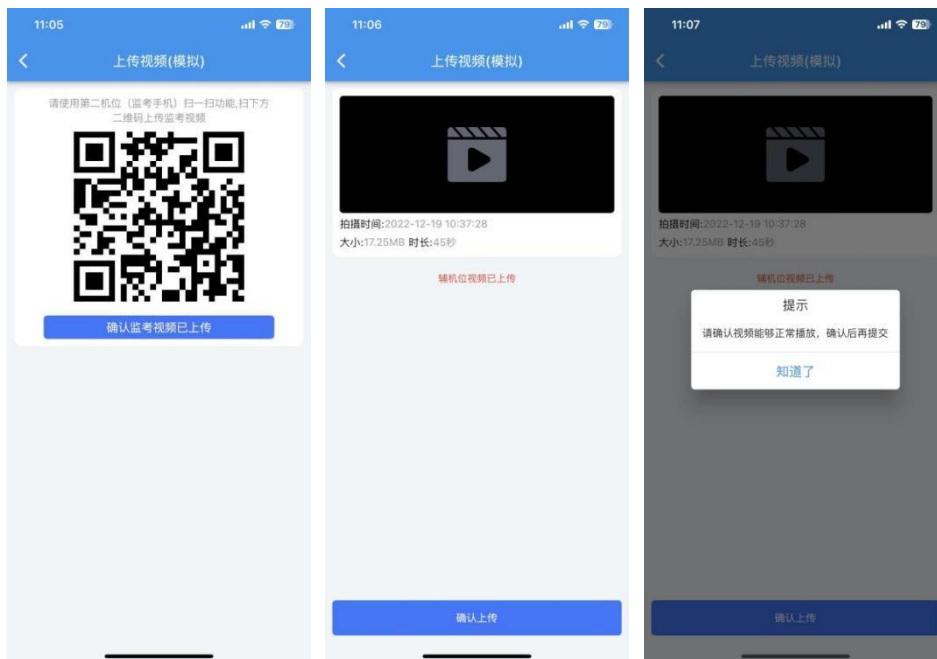 11:05
79
上传视频(模拟)
请使用第二机位（监考手机）扫一扫功能,扫下方
二维码上传监考视频
确认监考视频已上传
11:06
79
上传视频(模拟)
拍摄时间:2022-12-19 10:37:28
大小:17.25MB 时长:45秒
辅机位视频已上传
确认上传
11:07
79
上传视频(模拟)
拍摄时间:2022-12-19 10:37:28
大小:17.25MB 时长:45秒
辅机位视频已上传
提示
请确认视频能够正常播放，确认后再提交
知道了
确认上传